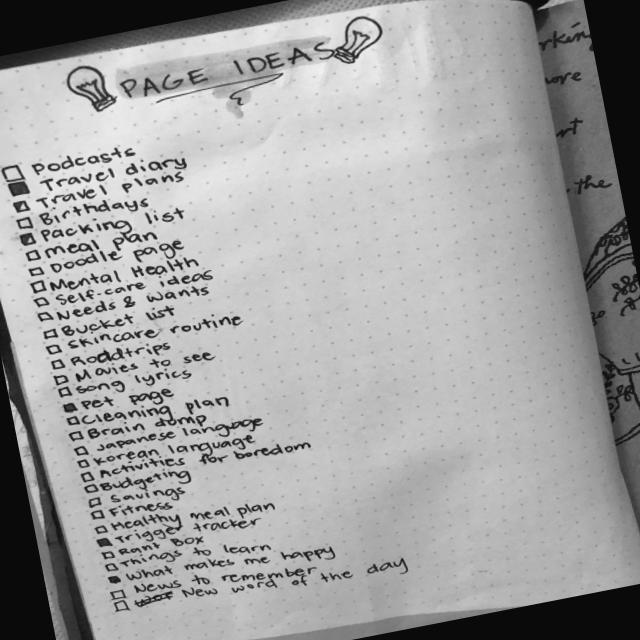 PAGE IDEAS
Podcasts
Travel diary
Travel plans
Birthdays
Packing list
meal plan
Doodle page
Mental Health
Self-care ideas
Needs & wants
Bucket list
Skincare routine
Roadtrips
Movies to see
Song lyrics
Pet page
Cleaning plan
Brain dump
Japanese language
Korean language
Activities for boredom
Budgeting
Savings
Fitness
Healthy meal plan
Trigger tracker
Rant Box
Things to learn
What makes me happy
News to remember
New word of the day
the